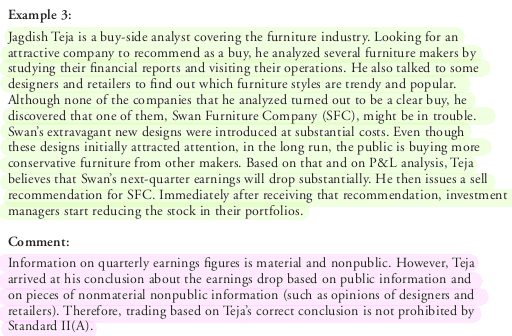 Example 3:
Jagdish Teja is a buy-side analyst covering the furniture industry. Looking for an
attractive company to recommend as a buy, he analyzed several furniture makers by
studying their financial reports and visiting their operations. He also talked to some
designers and retailers to find out which furniture styles are trendy and popular.
Although none of the companies that he analyzed turned out to be a clear buy, he
discovered that one of them, Swan Furniture Company (SFC), might be in trouble.
Swan's extravagant new designs were introduced at substantial costs. Even though
these designs initially attracted attention, in the long run, the public is buying more
conservative furniture from other makers. Based on that and on P&L analysis, Teja
believes that Swan's next-quarter earnings will drop substantially. He then issues a sell
recommendation for SFC. Immediately after receiving that recommendation, investment
managers start reducing the stock in their portfolios.
Comment:
Information on quarterly earnings figures is material and nonpublic. However, Teja
arrived at his conclusion about the earnings drop based on public information and
on pieces of nonmaterial nonpublic information (such as opinions of designers and
retailers). Therefore, trading based on Teja's correct conclusion is not prohibited by
Standard II(A).